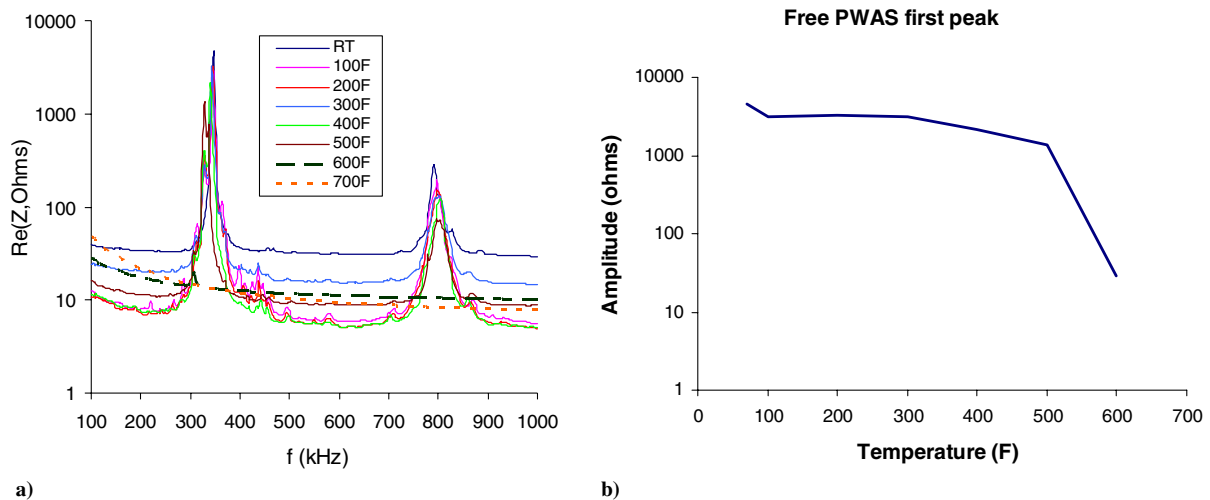 10000
1000
100
10
1
Re(Z,Ohms)
RT
100F
200F
300F
400F
500F
600F
700F
100 200 300 400 500 600 700 800 900 1000
f (kHz)
a)
Free PWAS first peak
10000
1000
100
10
1
Amplitude (ohms)
0 100 200 300 400 500 600 700
Temperature (F)
b)